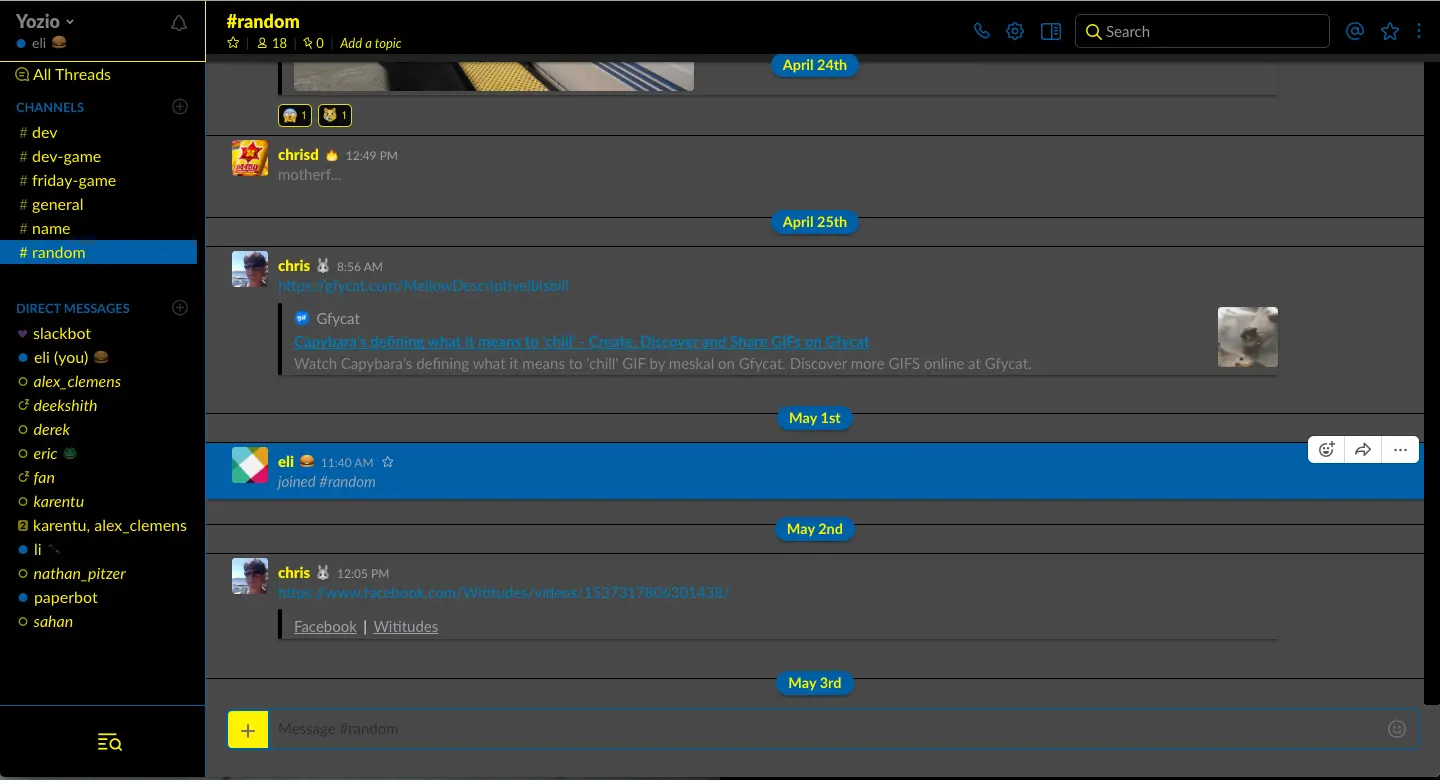 Yozio
eli
All Threads
CHANNELS
# dev
# dev-game
# friday-game
# general
# name
# random
DIRECT MESSAGES
slackbot
eli (you)
alex_clemens
deekshith
derek
eric
fan
karentu
2 karentu, alex_clemens
li
nathan_pitzer
paperbot
sahan
#random
18 0 Add a topic
Search
April 24th
1 1
chrisd 12:49 PM
motherf...
April 25th
chris 8:56 AM
https://gfycat.com/MellowDescriptiveIbisbill
Gfycat
Capybara's defining what it means to 'chill' - Create, Discover and Share GIFs on Gfycat
Watch Capybara's defining what it means to 'chill' GIF by meskal on Gfycat. Discover more GIFS online at Gfycat.
May 1st
eli 11:40 AM
joined #random
May 2nd
chris 12:05 PM
https://www.facebook.com/Wititudes/videos/1537317806301438/
Facebook | Wititudes
May 3rd
Message #random